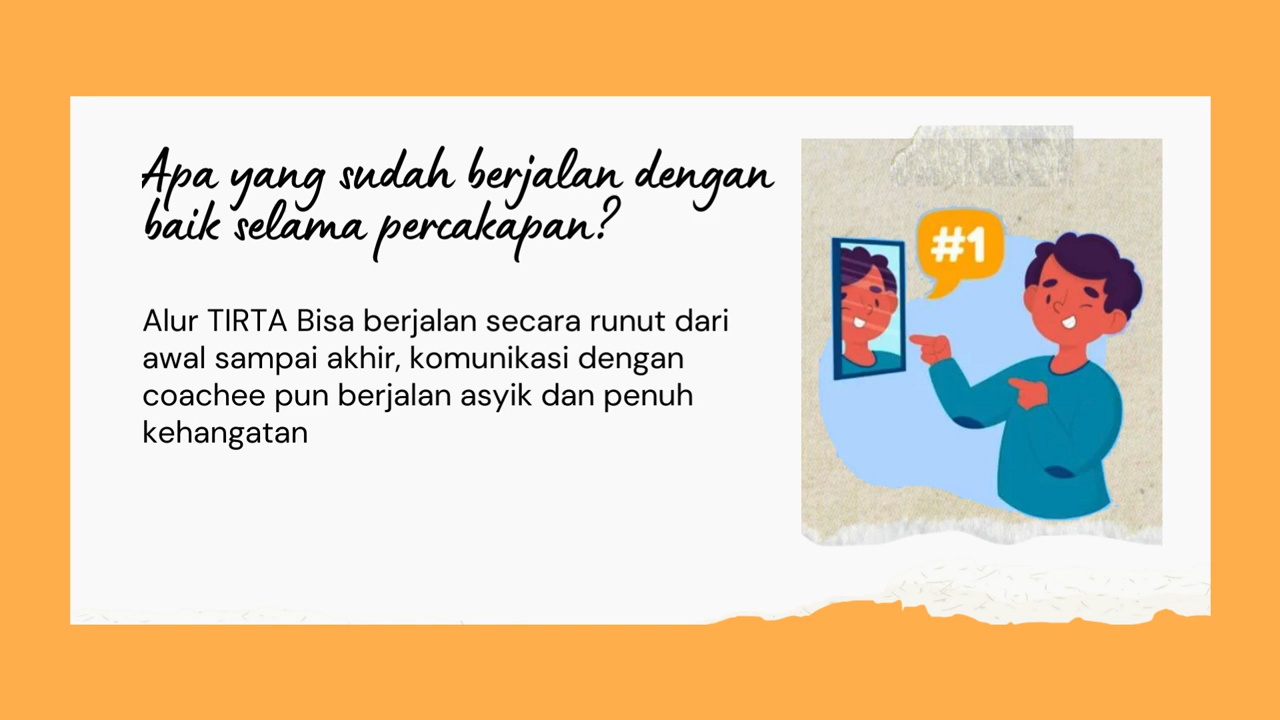 Apa yang sudah berjalan dengan
baik selama percakapan?
#1
Alur TIRTA Bisa berjalan secara runut dari
awal sampai akhir, komunikasi dengan
coachee pun berjalan asyik dan penuh
kehangatan